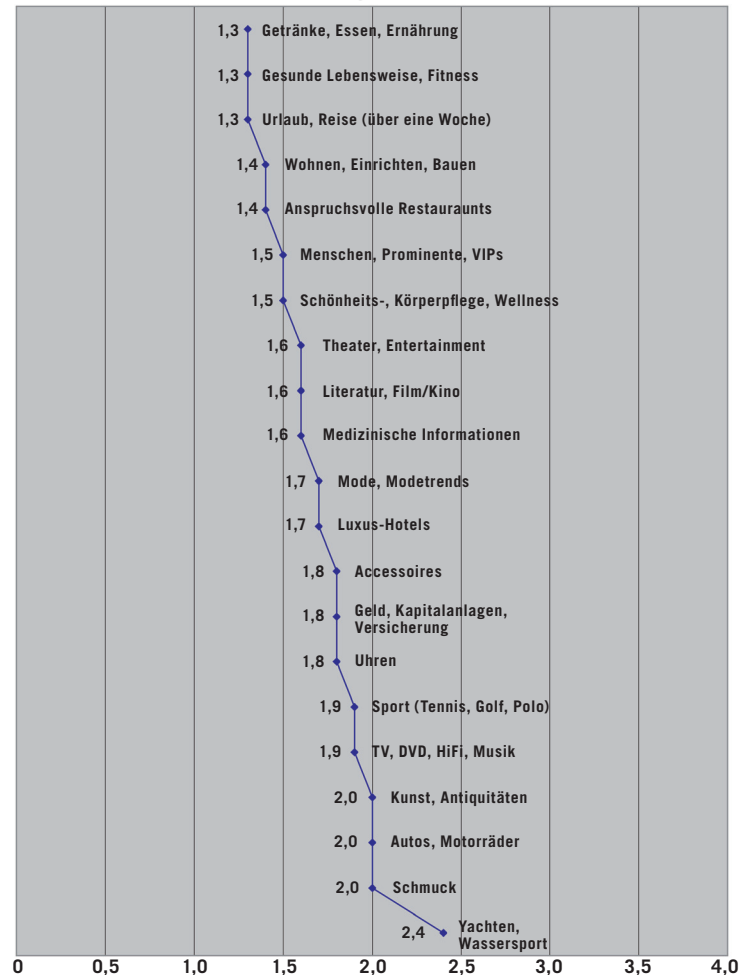 1,3 Getränke, Essen, Ernährung
1,3 Gesunde Lebensweise, Fitness
1,3 Urlaub, Reise (über eine Woche)
1,4 Wohnen, Einrichten, Bauen
1,4 Anspruchsvolle Restauraunts
1,5 Menschen, Prominente, VIPs
1,5 Schönheits-, Körperpflege, Wellness
1,6 Theater, Entertainment
1,6 Literatur, Film/Kino
1,6 Medizinische Informationen
1,7 Mode, Modetrends
1,7 Luxus-Hotels
1,8 Accessoires
1,8 Geld, Kapitalanlagen,
Versicherung
1,8 Uhren
1,9 Sport (Tennis, Golf, Polo)
1,9 TV, DVD, HiFi, Musik
2,0 Kunst, Antiquitäten
2,0 Autos, Motorräder
2,0 Schmuck
2,4 Yachten,
Wassersport
0 0,5 1,0 1,5 2,0 2,5 3,0 3,5 4,0